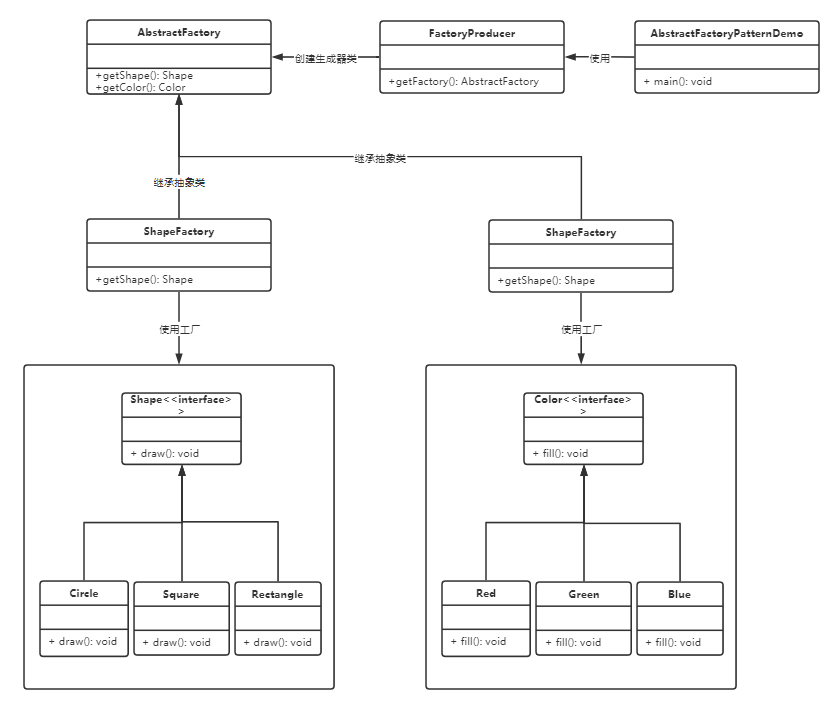 AbstractFactory
+getShape(): Shape
+getColor(): Color
创建生成器类
FactoryProducer
+getFactory(): AbstractFactory
使用
AbstractFactoryPatternDemo
+ main(): void
继承抽象类
继承抽象类
ShapeFactory
+getShape(): Shape
ShapeFactory
+getShape(): Shape
使用工厂
使用工厂
Shape<<interface>
>
+ draw(): void
Color<<interface>
>
+ fill(): void
Circle
+ draw(): void
Square
+ draw(): void
Rectangle
+ draw(): void
Red
+ fill(): void
Green
+ fill(): void
Blue
+ fill(): void